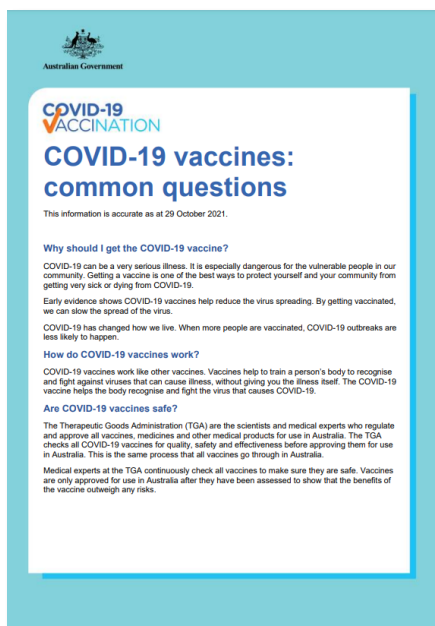 Australian Government
COVID-19
VACCINATION
COVID-19 vaccines:
common questions
This information is accurate as at 29 October 2021.
Why should I get the COVID-19 vaccine?
COVID-19 can be a very serious illness. It is especially dangerous for the vulnerable people in our
community. Getting a vaccine is one of the best ways to protect yourself and your community from
getting very sick or dying from COVID-19.
Early evidence shows COVID-19 vaccines help reduce the virus spreading. By getting vaccinated,
we can slow the spread of the virus.
COVID-19 has changed how we live. When more people are vaccinated, COVID-19 outbreaks are
less likely to happen.
How do COVID-19 vaccines work?
COVID-19 vaccines work like other vaccines. Vaccines help to train a person's body to recognise
and fight against viruses that can cause illness, without giving you the illness itself. The COVID-19
vaccine helps the body recognise and fight the virus that causes COVID-19.
Are COVID-19 vaccines safe?
The Therapeutic Goods Administration (TGA) are the scientists and medical experts who regulate
and approve all vaccines, medicines and other medical products for use in Australia. The TGA
checks all COVID-19 vaccines for quality, safety and effectiveness before approving them for use
in Australia. This is the same process that all vaccines go through in Australia.
Medical experts at the TGA continuously check all vaccines to make sure they are safe. Vaccines
are only approved for use in Australia after they have been assessed to show that the benefits of
the vaccine outweigh any risks.